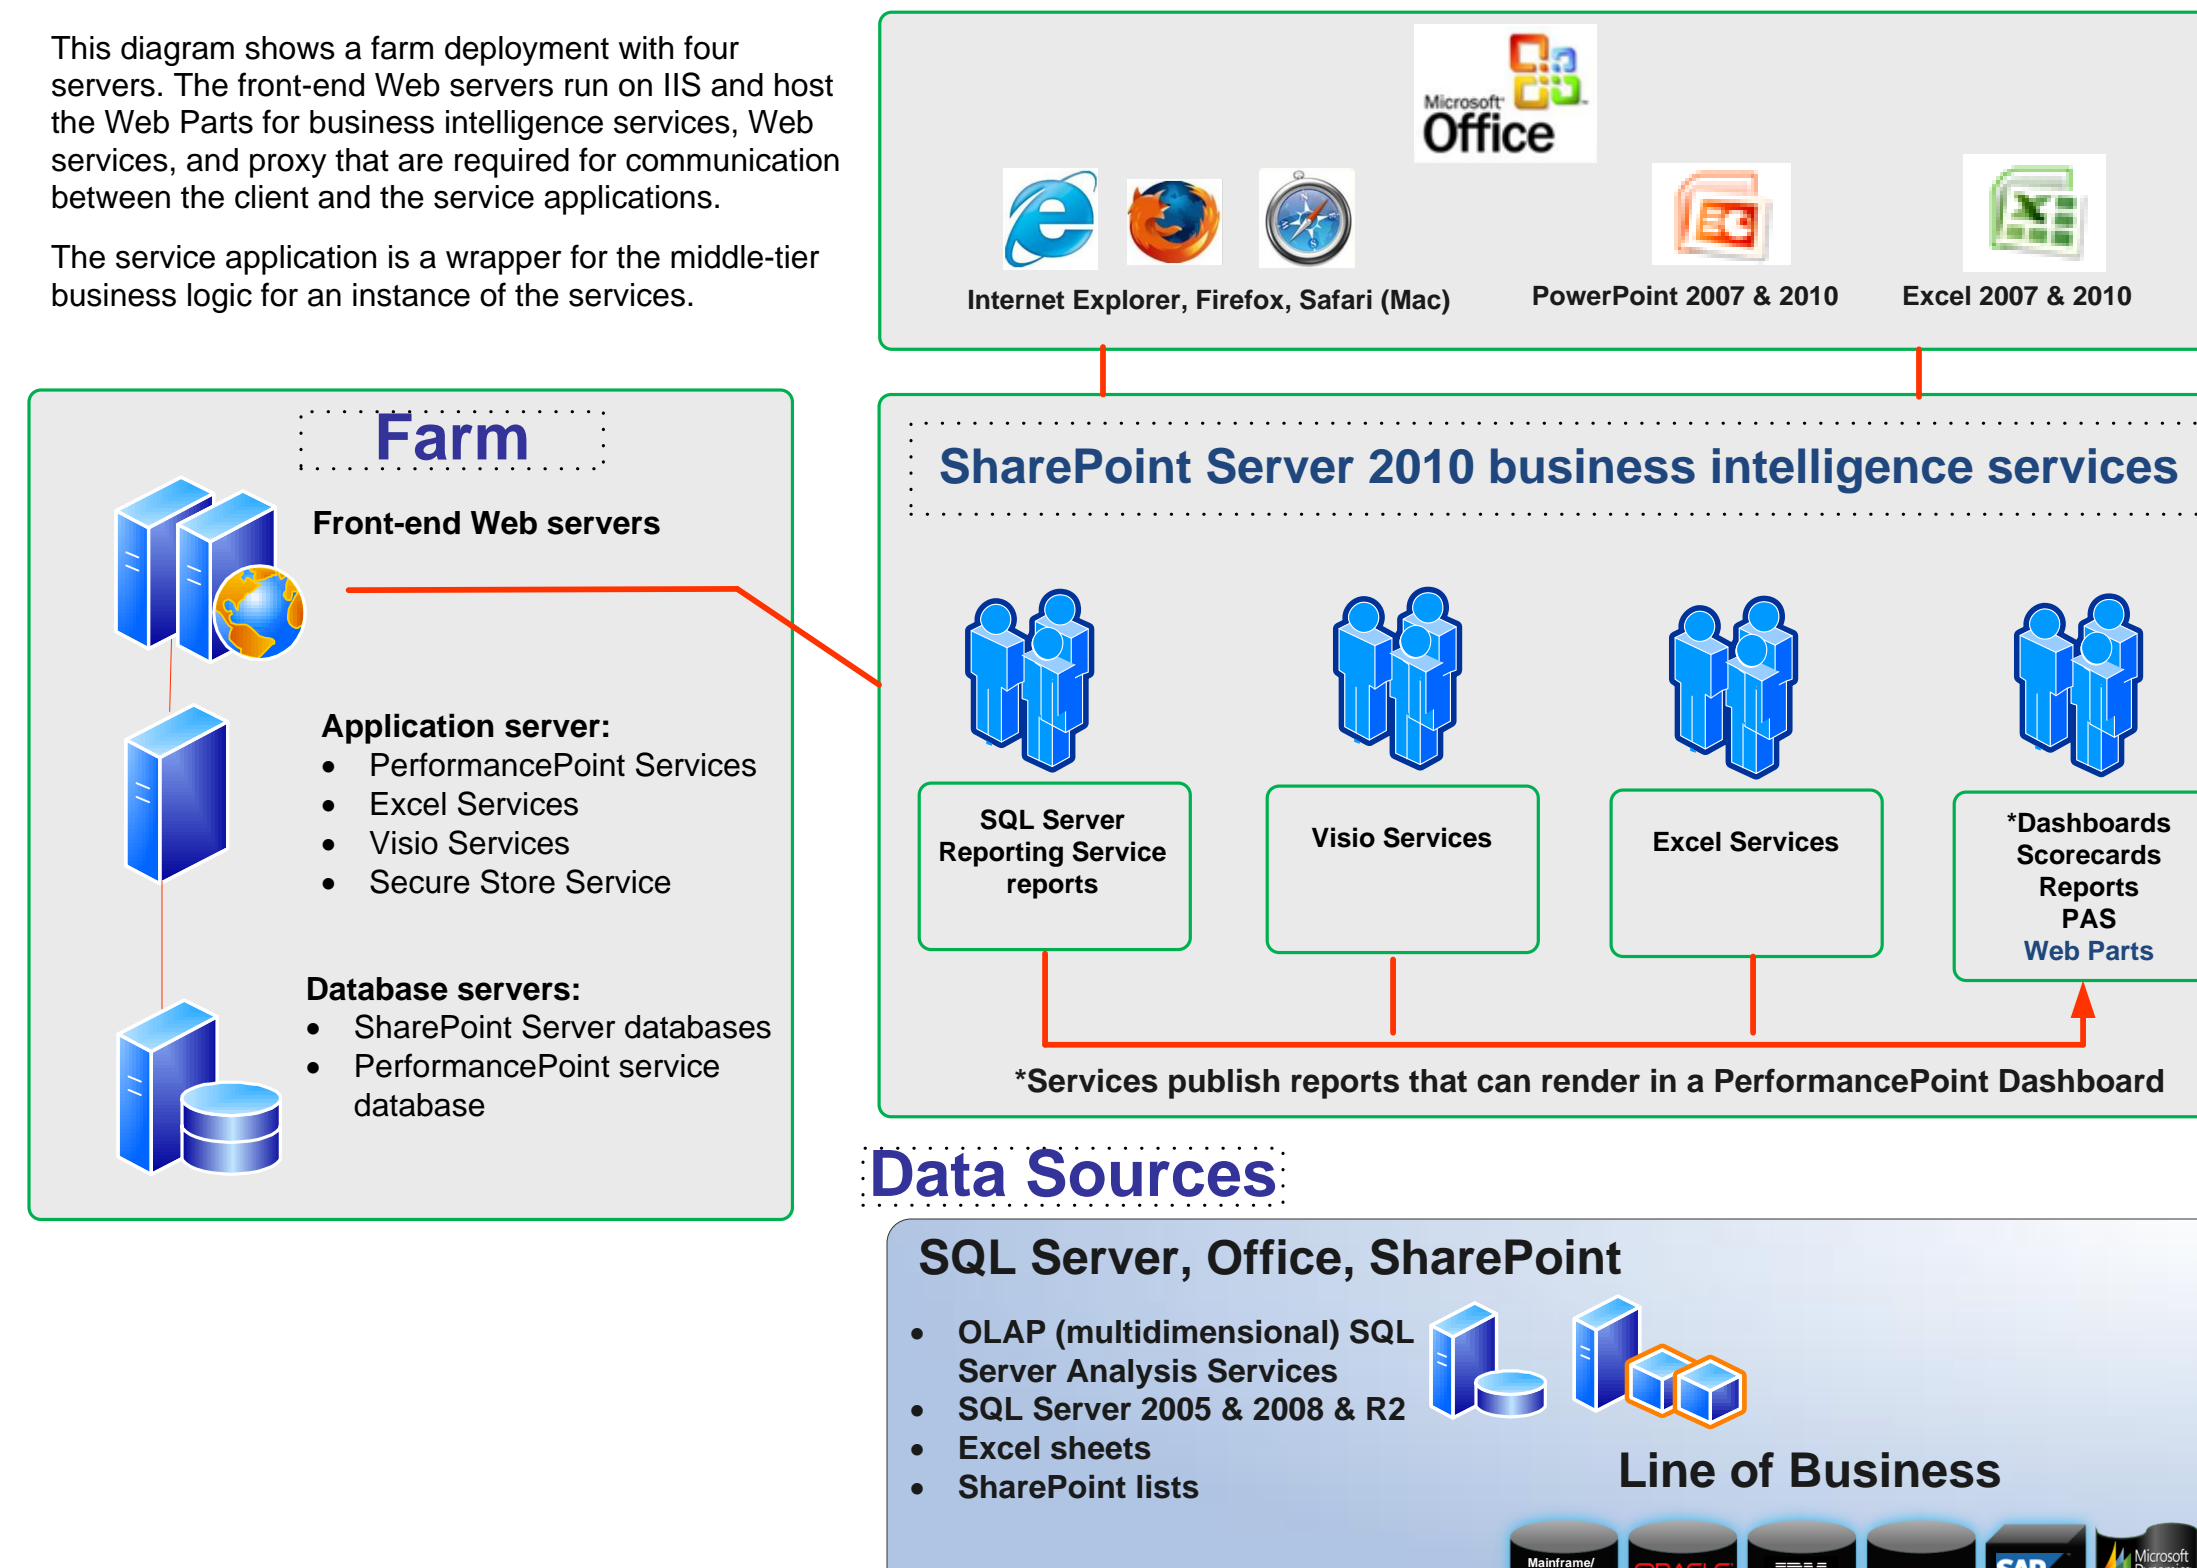 This diagram shows a farm deployment with four
servers. The front-end Web servers run on IIS and host
the Web Parts for business intelligence services, Web
services, and proxy that are required for communication
between the client and the service applications.
The service application is a wrapper for the middle-tier
business logic for an instance of the services.
Microsoft
Office
Internet Explorer, Firefox, Safari (Mac)
PowerPoint 2007 & 2010
Excel 2007 & 2010
Farm
Front-end Web servers
Application server:
• PerformancePoint Services
• Excel Services
• Visio Services
• Secure Store Service
Database servers:
• SharePoint Server databases
• PerformancePoint service
database
SharePoint Server 2010 business intelligence services
SQL Server
Reporting Service
reports
Visio Services
Excel Services
*Dashboards
Scorecards
Reports
PAS
Web Parts
*Services publish reports that can render in a PerformancePoint Dashboard
Data Sources
SQL Server, Office, SharePoint
• OLAP (multidimensional) SQL
Server Analysis Services
• SQL Server 2005 & 2008 & R2
• Excel sheets
• SharePoint lists
Line of Business
Mainframe/
ORACLE
IBM
SAP
Microsoft